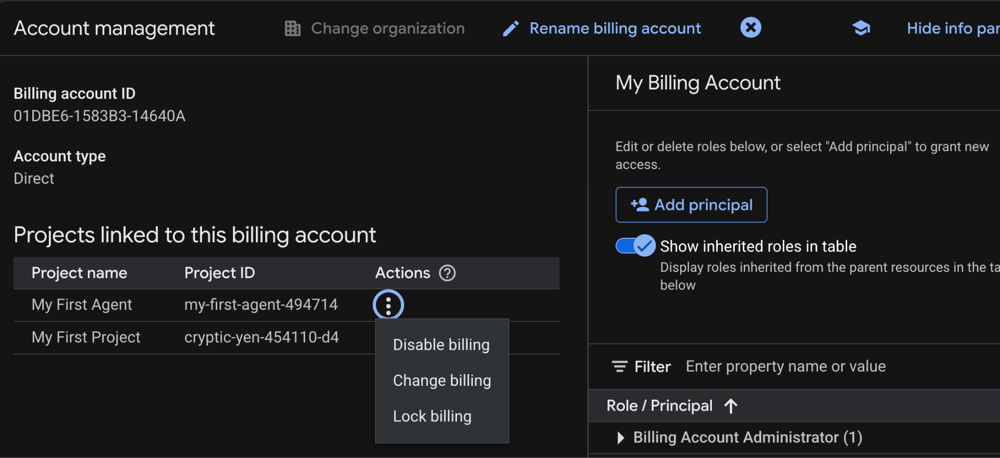 Account management
Change organization
Rename billing account
Hide info par
Billing account ID
01DBE6-1583B3-14640A
Account type
Direct
Projects linked to this billing account
Project name Project ID Actions
My First Agent my-first-agent-494714
My First Project cryptic-yen-454110-d4
Disable billing
Change billing
Lock billing
My Billing Account
Edit or delete roles below, or select "Add principal" to grant new
access.
Add principal
Show inherited roles in table
Display roles inherited from the parent resources in the ta
below
Filter Enter property name or value
Role / Principal
Billing Account Administrator (1)